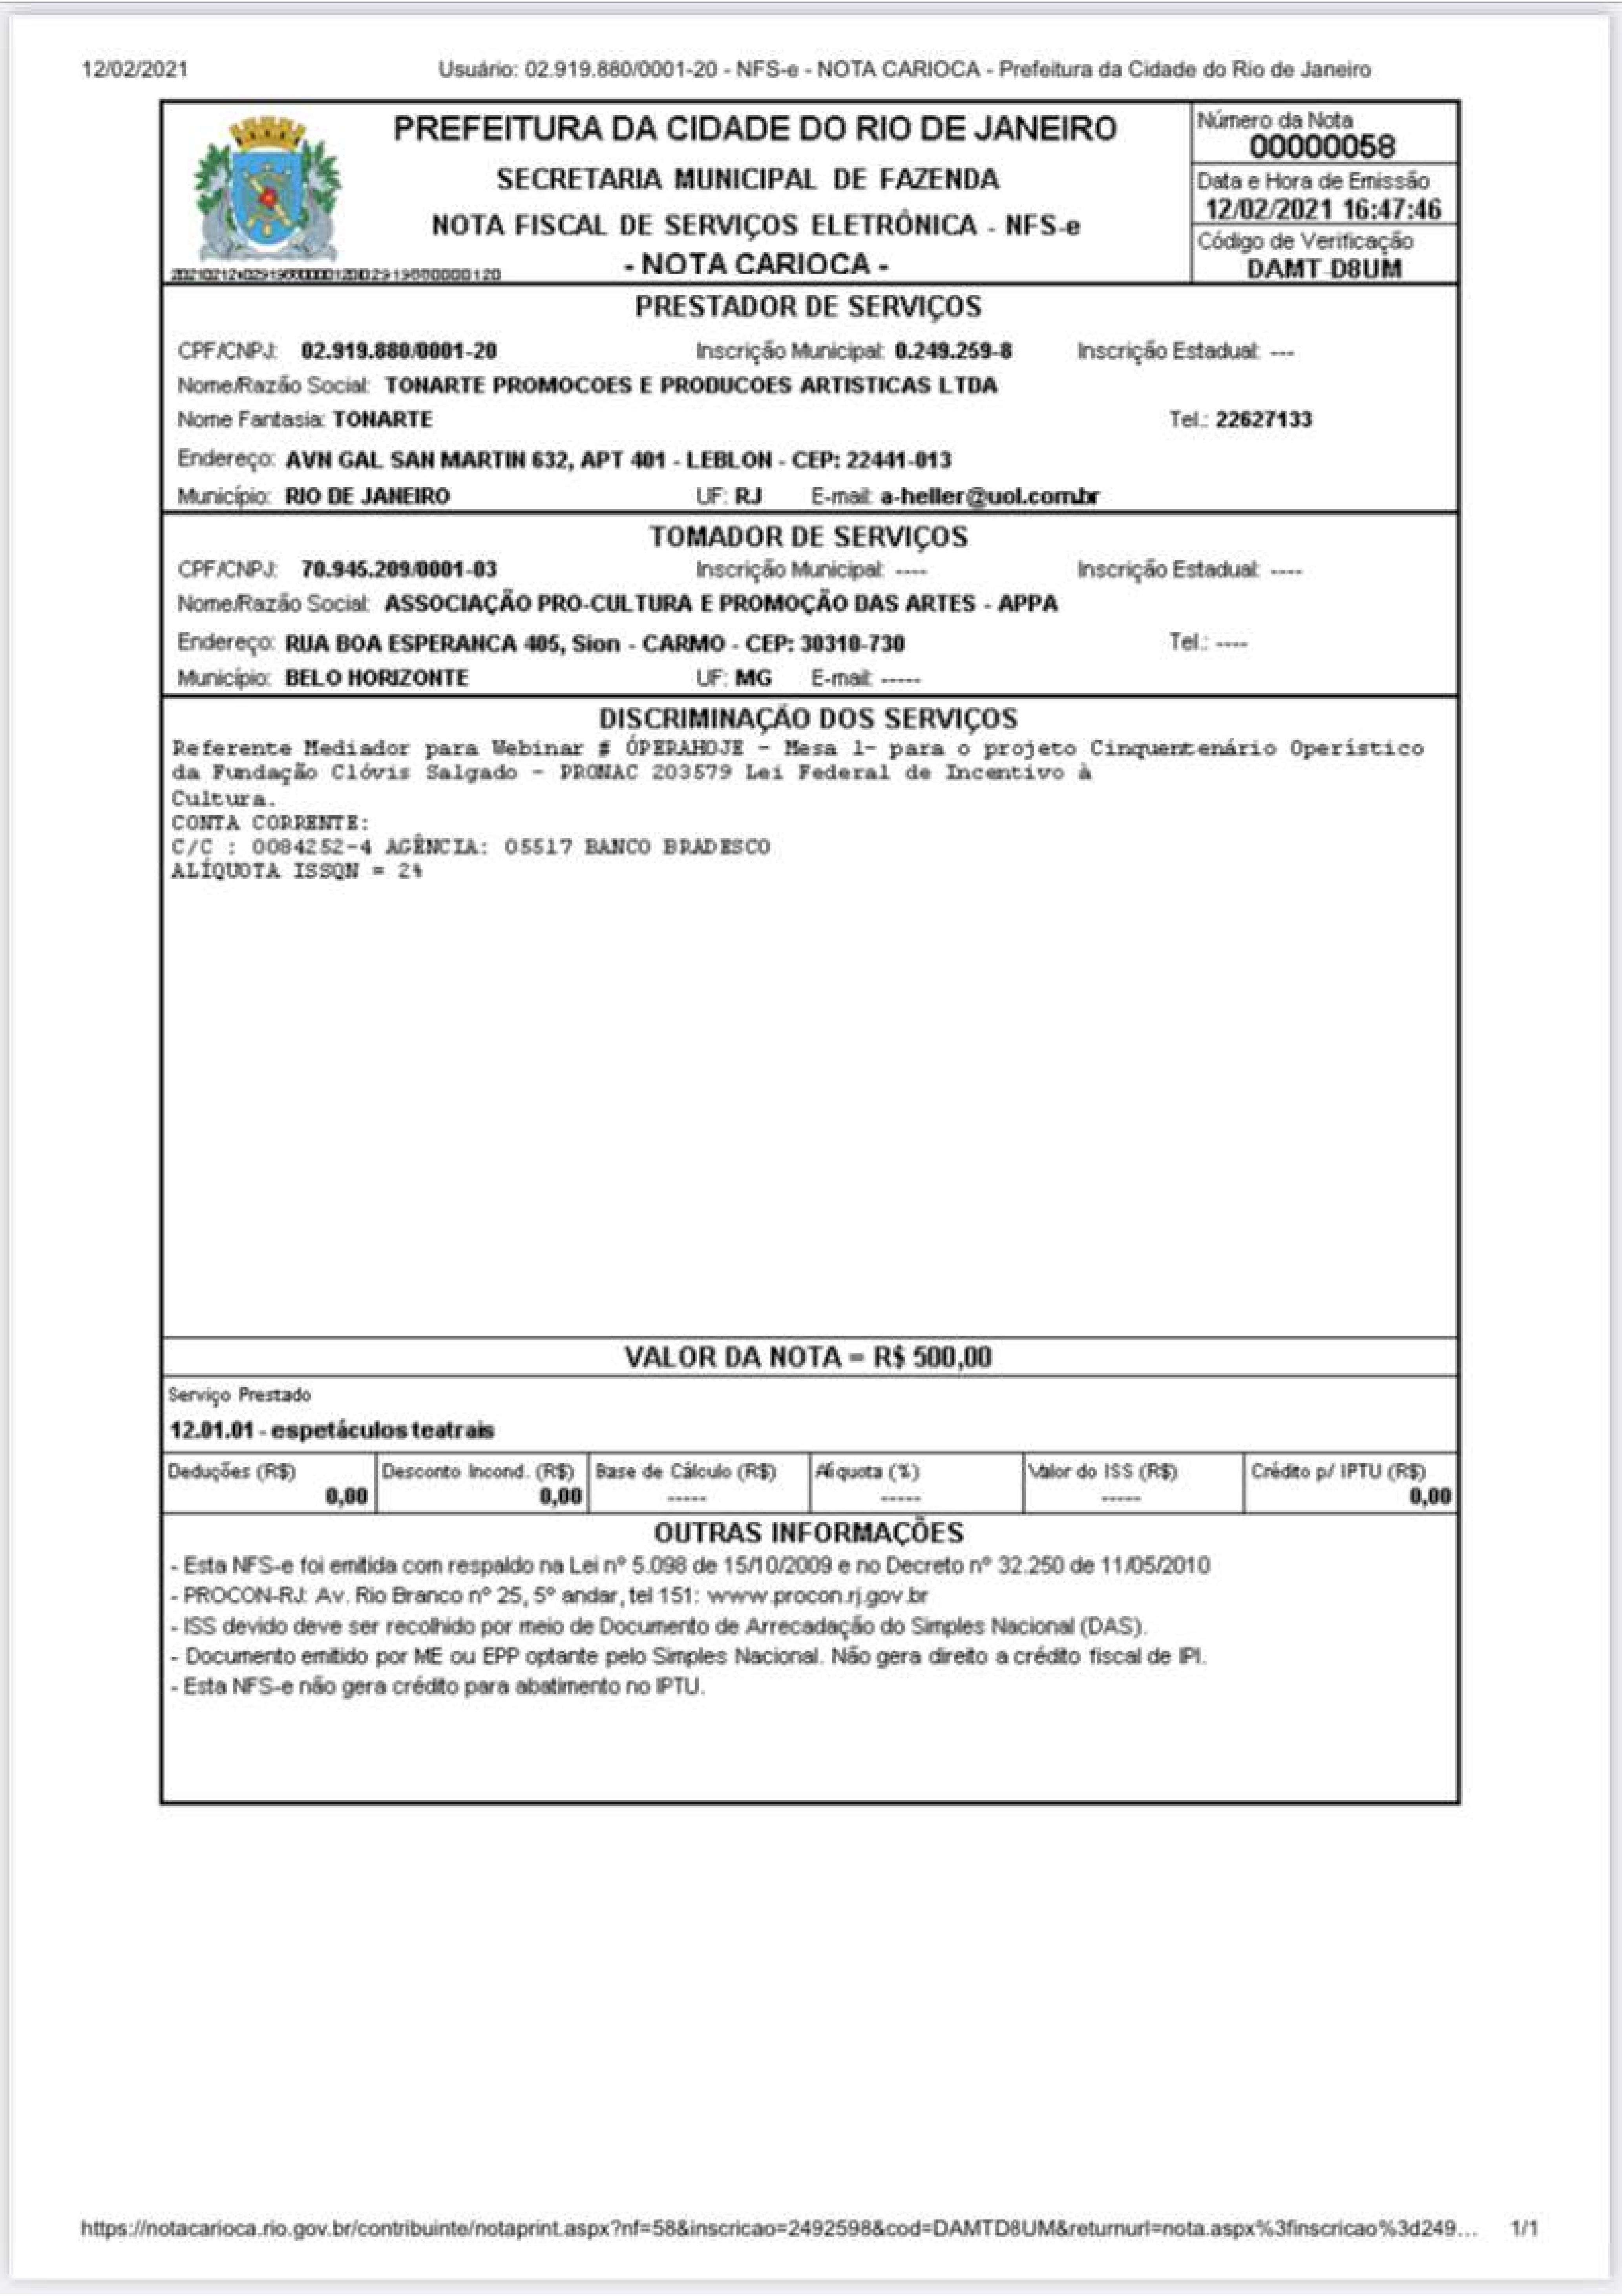 12/02/2021 Usuário: 02.919.880/0001-20 - NFS-e - NOTA CARIOCA - Prefeitura da Cidade do Rio de Janeiro
PREFEITURA DA CIDADE DO RIO DE JANEIRO
SECRETARIA MUNICIPAL DE FAZENDA
NOTA FISCAL DE SERVIÇOS ELETRÔNICA - NFS-e
- NOTA CARIOCA -
Número da Nota
00000058
Data e Hora de Emissão
12/02/2021 16:47:46
Código de Verificação
DAMT-D8UM
PRESTADOR DE SERVIÇOS
CPF/CNPJ: 02.919.880/0001-20 Inscrição Municipal: 0.249.259-8 Inscrição Estadual: ---
Nome/Razão Social: TONARTE PROMOCOES E PRODUCOES ARTISTICAS LTDA
Nome Fantasia: TONARTE Tel.: 22627133
Endereço: AVN GAL SAN MARTIN 632, APT 401 - LEBLON - CEP: 22441-013
Município: RIO DE JANEIRO UF: RJ E-mail: a-heller@uol.com.br
TOMADOR DE SERVIÇOS
CPF/CNPJ: 70.945.209/0001-03 Inscrição Municipal: ---- Inscrição Estadual: ----
Nome/Razão Social: ASSOCIAÇÃO PRO-CULTURA E PROMOÇÃO DAS ARTES - APPA
Endereço: RUA BOA ESPERANCA 405, Sion - CARMO - CEP: 30310-730 Tel.: ----
Município: BELO HORIZONTE UF: MG E-mail: -----
DISCRIMINAÇÃO DOS SERVIÇOS
Referente Mediador para Webinar # ÓPERAHOJE - Mesa 1- para o projeto Cinquentenário Operístico
da Fundação Clóvis Salgado - PRONAC 203579 Lei Federal de Incentivo à
Cultura.
CONTA CORRENTE:
C/C : 0084252-4 AGÊNCIA: 05517 BANCO BRADESCO
ALÍQUOTA ISSQN = 2%
VALOR DA NOTA = R$ 500,00
Serviço Prestado
12.01.01 - espetáculos teatrais
Deduções (R$) Desconto Incond. (R$) Base de Cálculo (R$) Alíquota (%) Valor do ISS (R$) Crédito p/ IPTU (R$)
0,00 0,00 ----- ----- ----- 0,00
OUTRAS INFORMAÇÕES
- Esta NFS-e foi emitida com respaldo na Lei nº 5.098 de 15/10/2009 e no Decreto nº 32.250 de 11/05/2010
- PROCON-RJ: Av. Rio Branco nº 25, 5º andar, tel 151: www.procon.rj.gov.br
- ISS devido deve ser recolhido por meio de Documento de Arrecadação do Simples Nacional (DAS).
- Documento emitido por ME ou EPP optante pelo Simples Nacional. Não gera direito a crédito fiscal de IPI.
- Esta NFS-e não gera crédito para abatimento no IPTU.
https://notacarioca.rio.gov.br/contribuinte/notaprint.aspx?nf=58&inscricao=2492598&cod=DAMTD8UM&returnurl=nota.aspx%3finscricao%3d249... 1/1